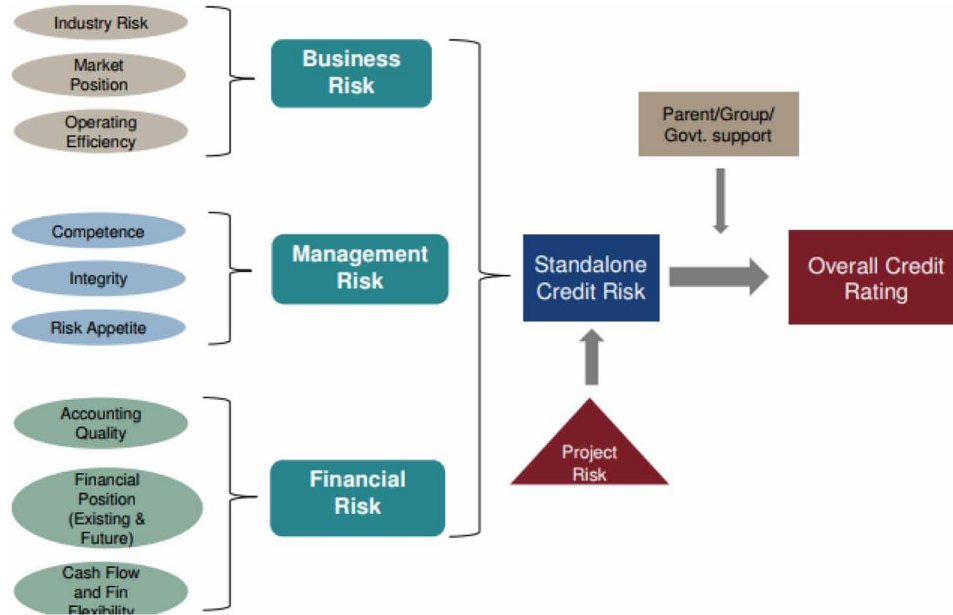 Industry Risk
Market
Position
Operating
Efficiency
Business
Risk
Competence
Integrity
Risk Appetite
Management
Risk
Accounting
Quality
Financial
Position
(Existing &
Future)
Cash Flow
and Fin
Flexibility
Financial
Risk
Standalone
Credit Risk
Project
Risk
Parent/Group/
Govt. support
Overall Credit
Rating